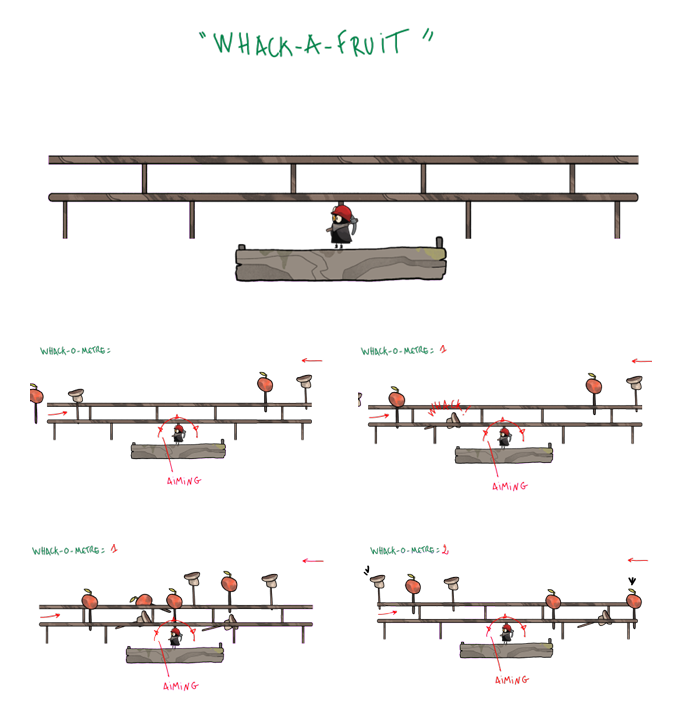 "WHACK-A-FRUIT"
WHACK-O-METRE:
AIMING
WHACK-O-METRE: 1
WHACK!
AIMING
WHACK-O-METRE: 1
AIMING
WHACK-O-METRE: 2
AIMING